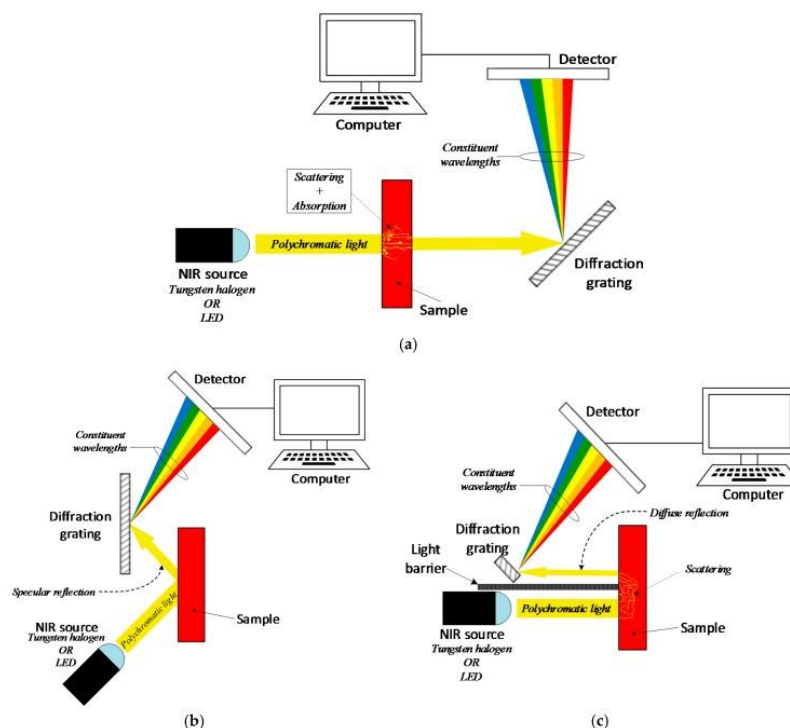 Detector
Computer
Constituent
wavelengths
Scattering
+
Absorption
Polychromatic light
NIR source
Tungsten halogen
OR
LED
Diffraction
grating
Sample
(a)
Detector
Constituent
wavelengths
Computer
Diffraction
grating
Specular reflection
Polychromatic light
Sample
NIR source
Tungsten halogen
OR
LED
(b)
Detector
Constituent
wavelengths
Computer
Diffuse reflection
Diffraction
grating
Light
barrier
Scattering
Polychromatic light
NIR source
Tungsten halogen
OR
LED
Sample
(c)